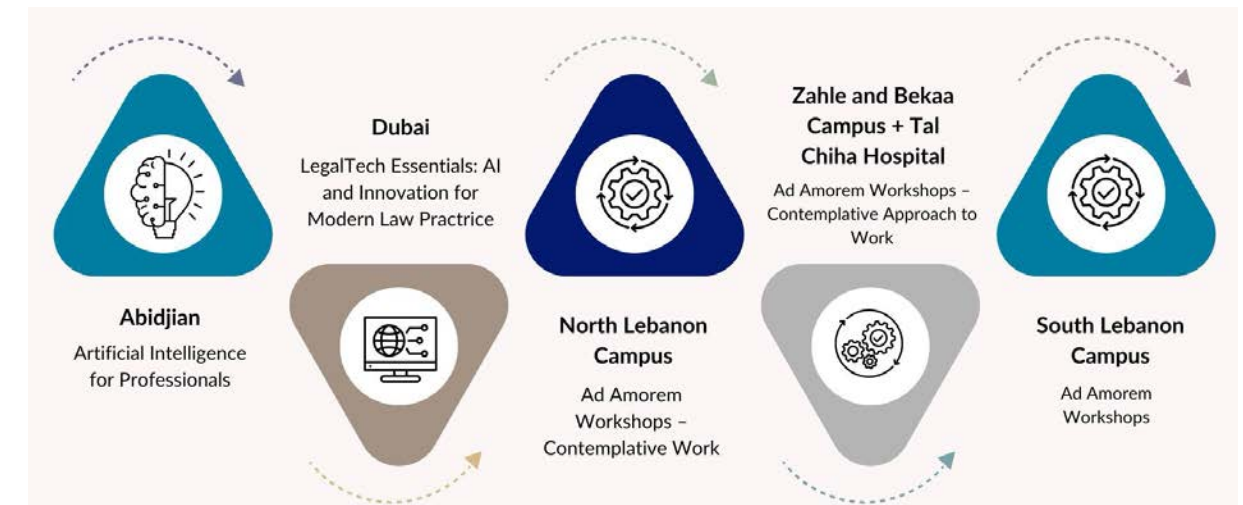 Abidjian
Artificial Intelligence
for Professionals
Dubai
LegalTech Essentials: AI
and Innovation for
Modern Law Practrice
North Lebanon
Campus
Ad Amorem
Workshops –
Contemplative Work
Zahle and Bekaa
Campus + Tal
Chiha Hospital
Ad Amorem Workshops –
Contemplative Approach to
Work
South Lebanon
Campus
Ad Amorem
Workshops